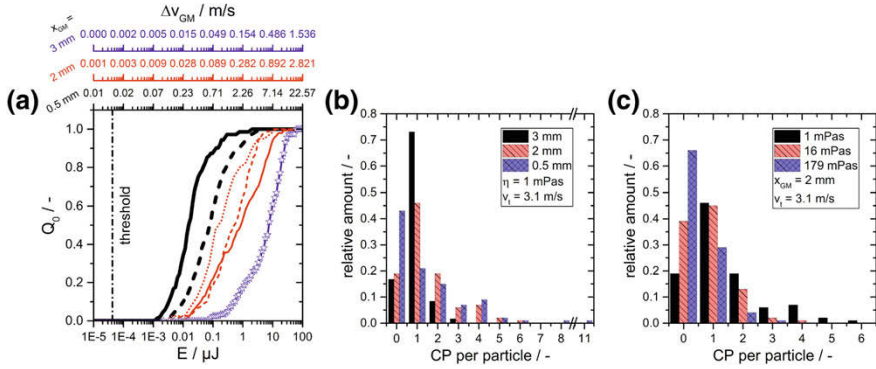 Δv_GM / m/s
x_GM =
3 mm 0.000 0.002 0.005 0.015 0.049 0.154 0.486 1.536
2 mm 0.001 0.003 0.009 0.028 0.089 0.282 0.892 2.821
0.5 mm 0.01 0.02 0.07 0.23 0.71 2.26 7.14 22.57
(a)
1.0
0.8
0.6
0.4
0.2
0.0
Q_0 / -
threshold
1E-5 1E-4 0.01 0.1 1 10 100
E / μJ
(b)
0.8
0.7
0.6
0.5
0.4
0.3
0.2
0.1
0.0
relative amount / -
3 mm
2 mm
0.5 mm
η = 1 mPas
v_t = 3.1 m/s
0 1 2 3 4 5 6 8 11
CP per particle / -
(c)
0.8
0.7
0.6
0.5
0.4
0.3
0.2
0.1
0.0
relative amount / -
1 mPas
16 mPas
179 mPas
x_GM = 2 mm
v_t = 3.1 m/s
0 1 2 3 4 5 6
CP per particle / -